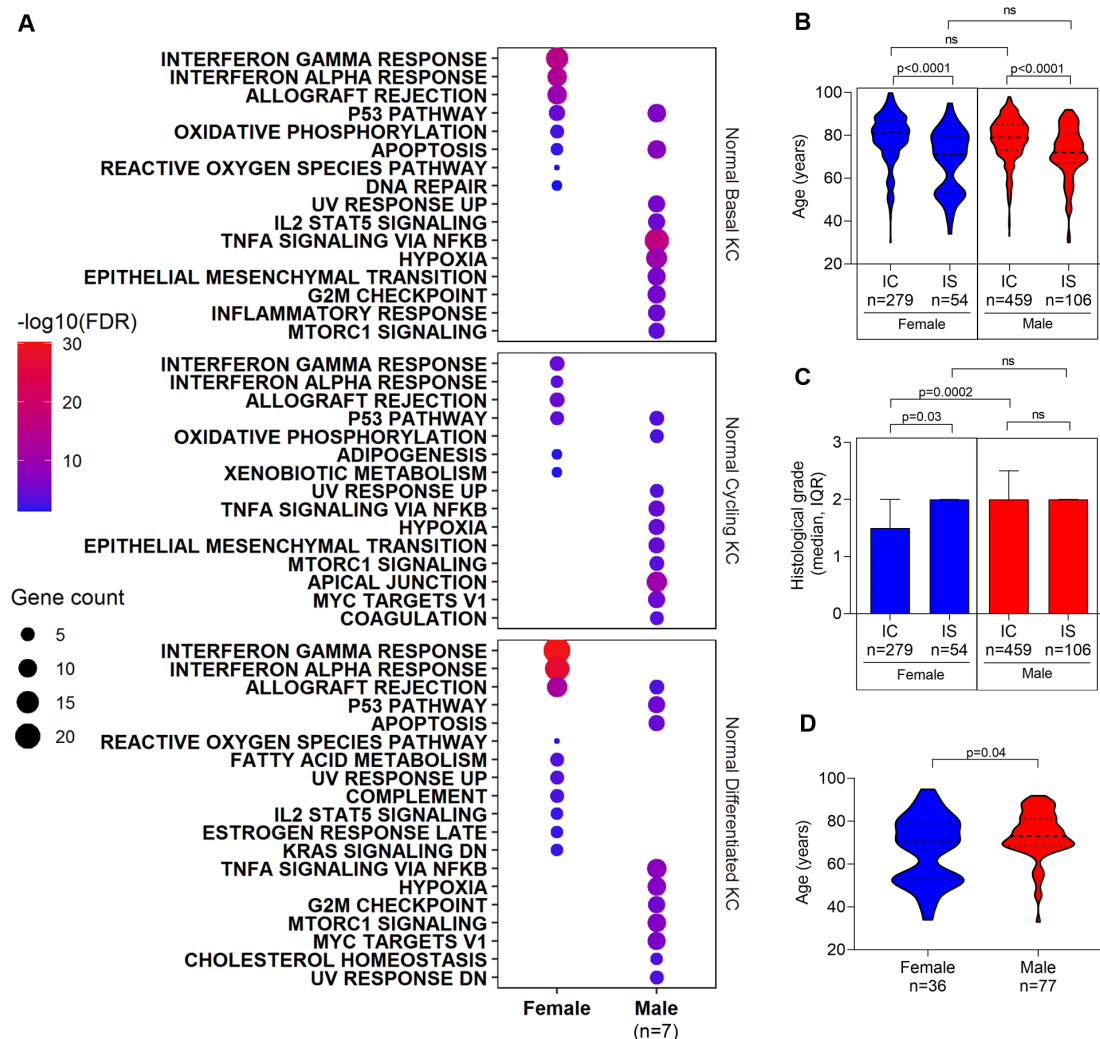 A
INTERFERON GAMMA RESPONSE
INTERFERON ALPHA RESPONSE
ALLOGRAFT REJECTION
P53 PATHWAY
OXIDATIVE PHOSPHORYLATION
APOPTOSIS
REACTIVE OXYGEN SPECIES PATHWAY
DNA REPAIR
UV RESPONSE UP
IL2 STAT5 SIGNALING
TNFA SIGNALING VIA NFKB
HYPOXIA
EPITHELIAL MESENCHYMAL TRANSITION
G2M CHECKPOINT
INFLAMMATORY RESPONSE
MTORC1 SIGNALING
Normal Basal KC
INTERFERON GAMMA RESPONSE
INTERFERON ALPHA RESPONSE
ALLOGRAFT REJECTION
P53 PATHWAY
OXIDATIVE PHOSPHORYLATION
ADIPOGENESIS
XENOBIOTIC METABOLISM
UV RESPONSE UP
TNFA SIGNALING VIA NFKB
HYPOXIA
EPITHELIAL MESENCHYMAL TRANSITION
MTORC1 SIGNALING
APICAL JUNCTION
MYC TARGETS V1
COAGULATION
Normal Cycling KC
INTERFERON GAMMA RESPONSE
INTERFERON ALPHA RESPONSE
ALLOGRAFT REJECTION
P53 PATHWAY
APOPTOSIS
REACTIVE OXYGEN SPECIES PATHWAY
FATTY ACID METABOLISM
UV RESPONSE UP
COMPLEMENT
IL2 STAT5 SIGNALING
ESTROGEN RESPONSE LATE
KRAS SIGNALING DN
TNFA SIGNALING VIA NFKB
HYPOXIA
G2M CHECKPOINT
MTORC1 SIGNALING
MYC TARGETS V1
CHOLESTEROL HOMEOSTASIS
UV RESPONSE DN
Normal Differentiated KC
Female
Male
(n=7)
-log10(FDR)
30
20
10
Gene count
5
10
15
20
B
ns
ns
p<0.0001
p<0.0001
100
80
60
40
20
Age (years)
IC
IS
IC
IS
n=279
n=54
n=459
n=106
Female
Male
C
ns
p=0.0002
p=0.03
ns
3
2
1
0
Histological grade
(median, IQR)
IC
IS
IC
IS
n=279
n=54
n=459
n=106
Female
Male
D
p=0.04
100
80
60
40
20
Age (years)
Female
Male
n=36
n=77